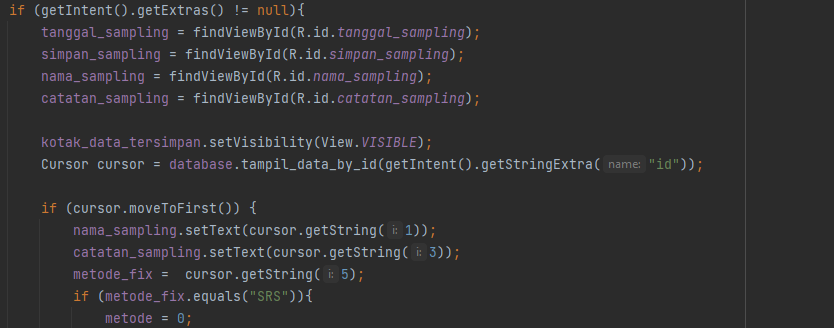 if (getIntent().getExtras() != null){
tanggal_sampling = findViewById(R.id.tanggal_sampling);
simpan_sampling = findViewById(R.id.simpan_sampling);
nama_sampling = findViewById(R.id.nama_sampling);
catatan_sampling = findViewById(R.id.catatan_sampling);
kotak_data_tersimpan.setVisibility(View.VISIBLE);
Cursor cursor = database.tampil_data_by_id(getIntent().getStringExtra( name: "id"));
if (cursor.moveToFirst()) {
nama_sampling.setText(cursor.getString( i: 1));
catatan_sampling.setText(cursor.getString( i: 3));
metode_fix =  cursor.getString( i: 5);
if (metode_fix.equals("SRS")){
metode = 0;